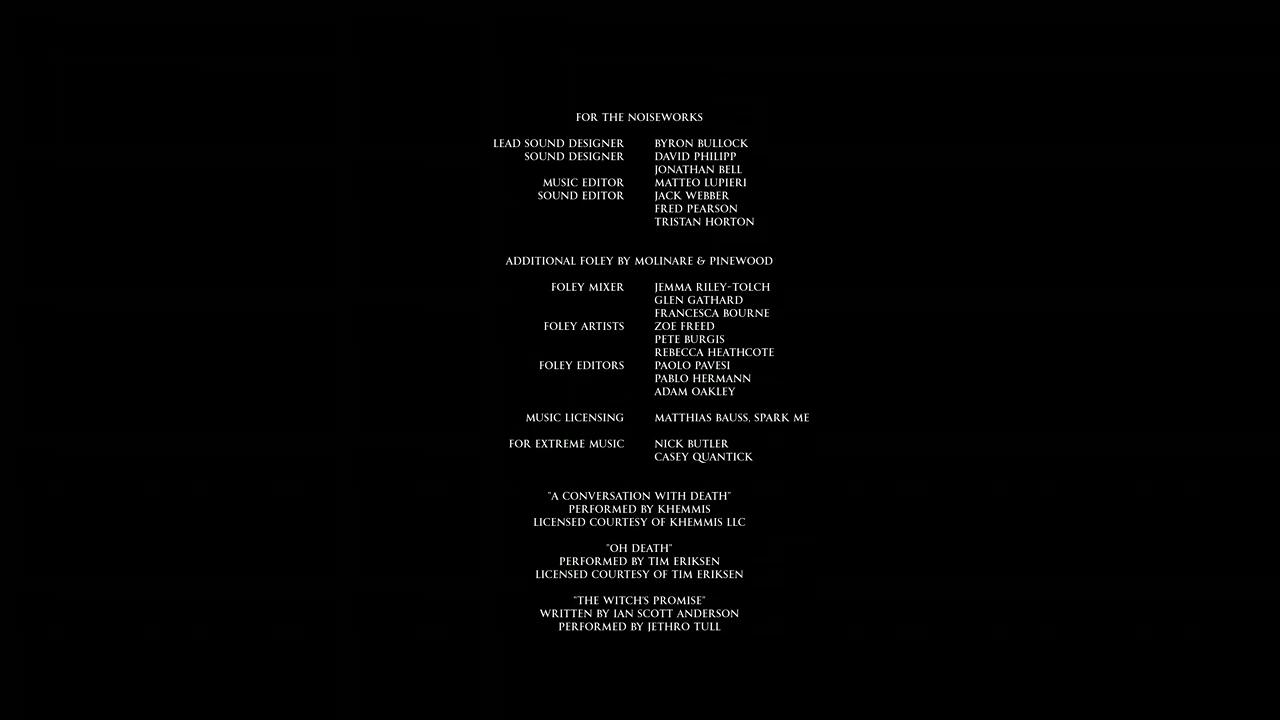 FOR THE NOISEWORKS
LEAD SOUND DESIGNER BYRON BULLOCK
SOUND DESIGNER DAVID PHILIPP
JONATHAN BELL
MUSIC EDITOR MATTEO LUPIERI
SOUND EDITOR JACK WEBBER
FRED PEARSON
TRISTAN HORTON
ADDITIONAL FOLEY BY MOLINARE & PINEWOOD
FOLEY MIXER JEMMA RILEY-TOLCH
GLEN GATHARD
FRANCESCA BOURNE
FOLEY ARTISTS ZOE FREED
PETE BURGIS
REBECCA HEATHCOTE
FOLEY EDITORS PAOLO PAVESI
PABLO HERMANN
ADAM OAKLEY
MUSIC LICENSING MATTHIAS BAUSS, SPARK ME
FOR EXTREME MUSIC NICK BUTLER
CASEY QUANTICK
"A CONVERSATION WITH DEATH"
PERFORMED BY KHEMMIS
LICENSED COURTESY OF KHEMMIS LLC
"OH DEATH"
PERFORMED BY TIM ERIKSEN
LICENSED COURTESY OF TIM ERIKSEN
"THE WITCH'S PROMISE"
WRITTEN BY IAN SCOTT ANDERSON
PERFORMED BY JETHRO TULL